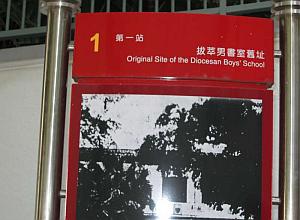 1
第一站
拔萃男書室舊址
Original Site of the Diocesan Boys' School